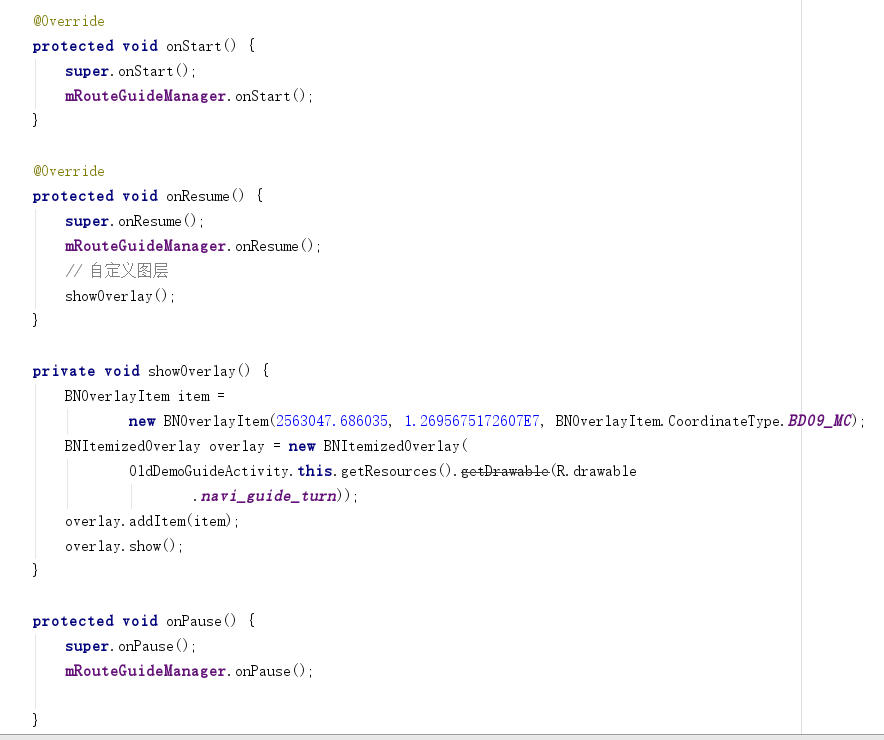 @Override
protected void onStart() {
super.onStart();
mRouteGuideManager.onStart();
}
@Override
protected void onResume() {
super.onResume();
mRouteGuideManager.onResume();
// 自定义图层
showOverlay();
}
private void showOverlay() {
BNOverlayItem item =
new BNOverlayItem(2563047.686035, 1.2695675172607E7, BNOverlayItem.CoordinateType.BD09_MC);
BNItemizedOverlay overlay = new BNItemizedOverlay(
OldDemoGuideActivity.this.getResources().getDrawable(R.drawable
.navi_guide_turn));
overlay.addItem(item);
overlay.show();
}
protected void onPause() {
super.onPause();
mRouteGuideManager.onPause();
}